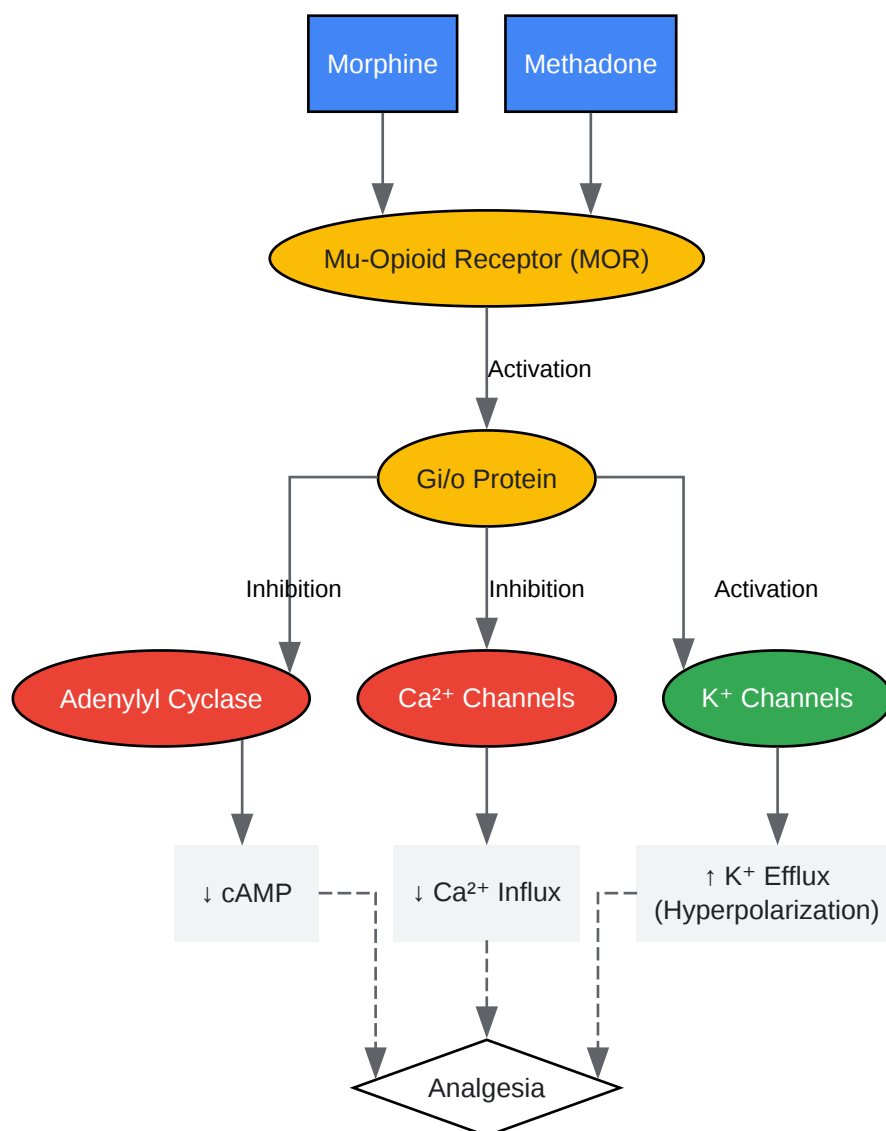 Morphine
Methadone
Mu-Opioid Receptor (MOR)
Activation
Gi/o Protein
Inhibition
Inhibition
Activation
Adenylyl Cyclase
Ca²⁺ Channels
K⁺ Channels
↓ cAMP
↓ Ca²⁺ Influx
↑ K⁺ Efflux
(Hyperpolarization)
Analgesia